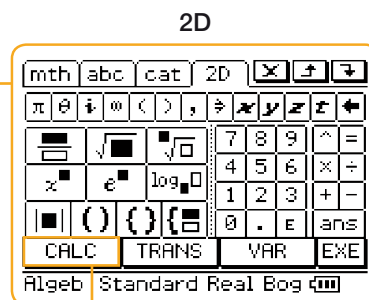 2D
mth abc cat 2D
π θ i ∞ ( ) , ⇒ x y z t ←
√■ ■√□ 7 8 9 ^ =
x■ e■ log■□ 4 5 6 × ÷
1 2 3 + −
|■| () {} {■ 0 . E ans
CALC TRANS VAR EXE
Algeb Standard Real Bog